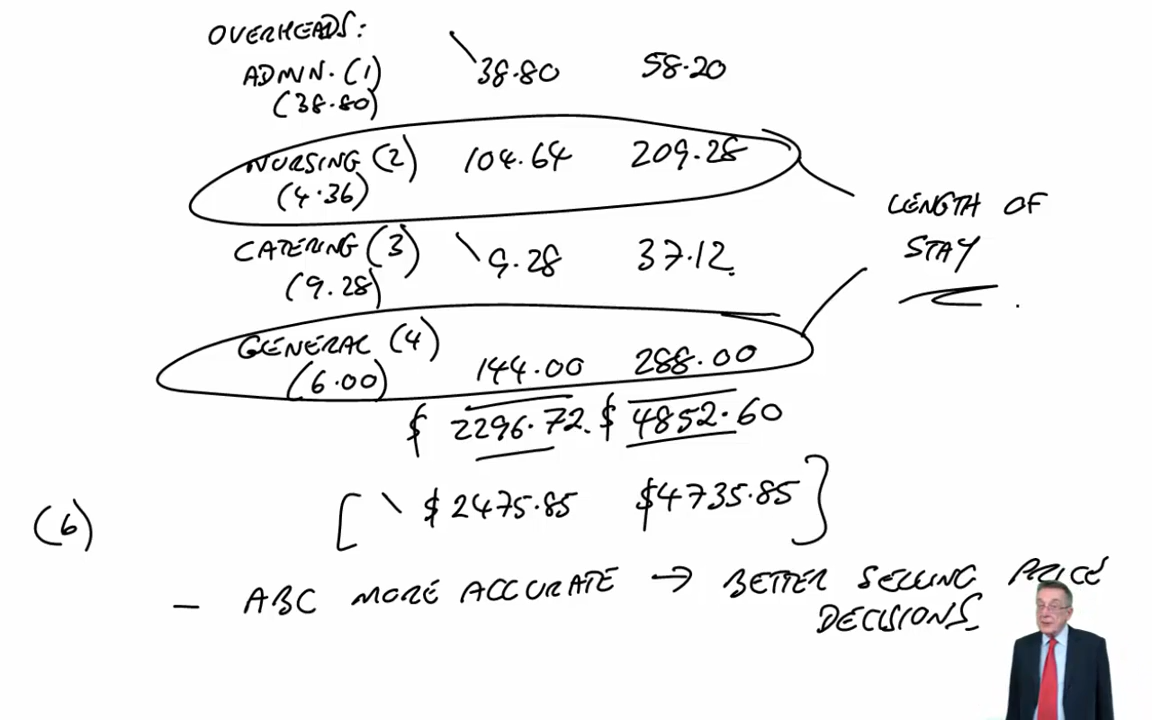 OVERHEADS:
ADMIN. (1) 38.80 58.20
(38.80)
NURSING (2) 104.64 209.28
(4.36)
LENGTH OF
STAY
CATERING (3) 9.28 37.12
(9.28)
GENERAL (4) 144.00 288.00
(6.00)
$ 2296.72 $ 4852.60
[ $2475.85 $4735.85 ]
(b)
- ABC MORE ACCURATE → BETTER SELLING PRICE
DECISIONS.